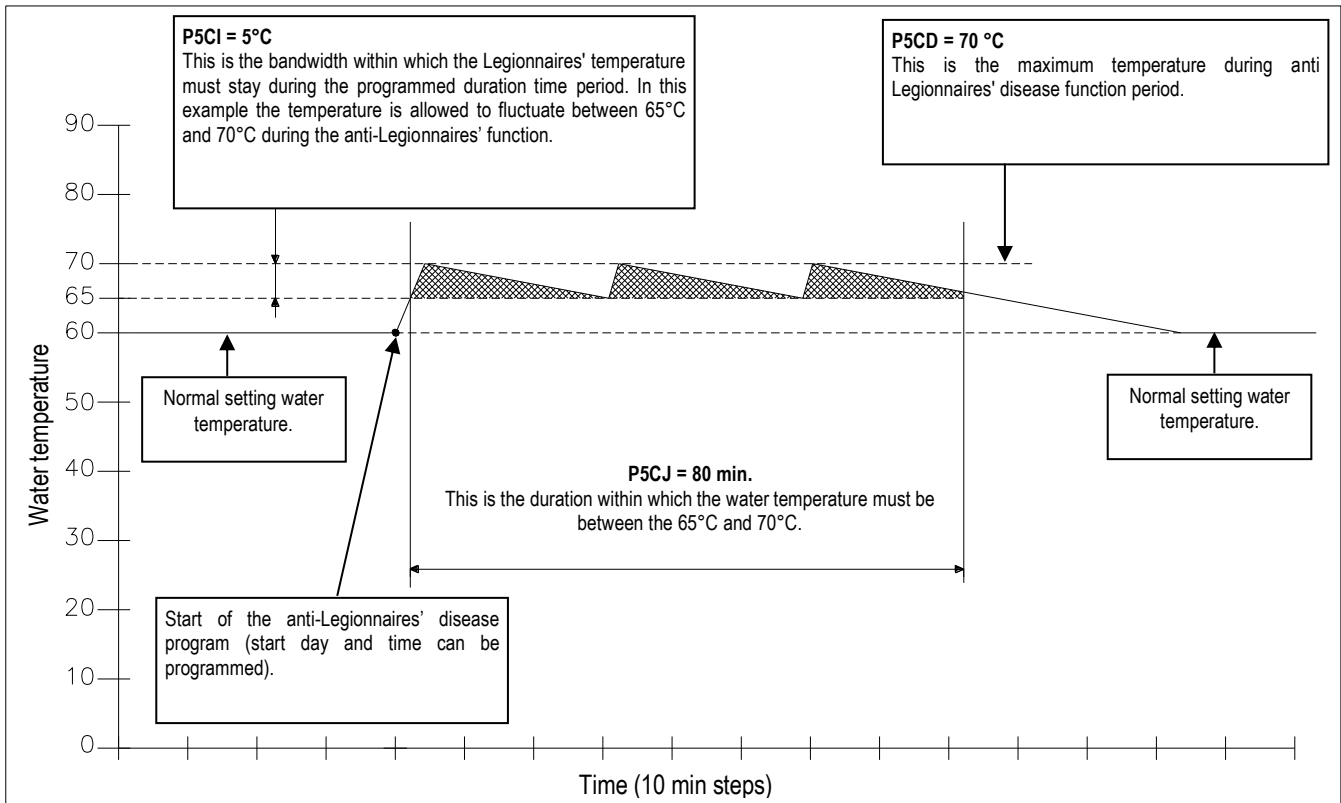 P5CI = 5°C
This is the bandwidth within which the Legionnaires' temperature
must stay during the programmed duration time period. In this
example the temperature is allowed to fluctuate between 65°C
and 70°C during the anti-Legionnaires' function.
P5CD = 70 °C
This is the maximum temperature during anti
Legionnaires' disease function period.
90
80
70
65
60
50
40
30
20
10
0
Water temperature
Normal setting water
temperature.
Normal setting water
temperature.
P5CJ = 80 min.
This is the duration within which the water temperature must be
between the 65°C and 70°C.
Start of the anti-Legionnaires’ disease
program (start day and time can be
programmed).
Time (10 min steps)